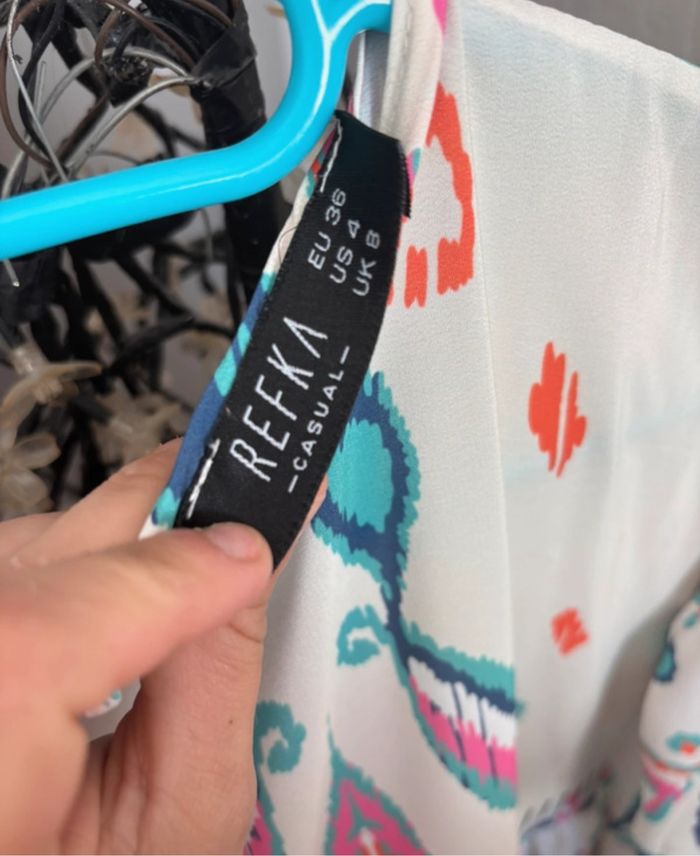 EU 36
US 4
UK 8
REFKA
—CASUAL—